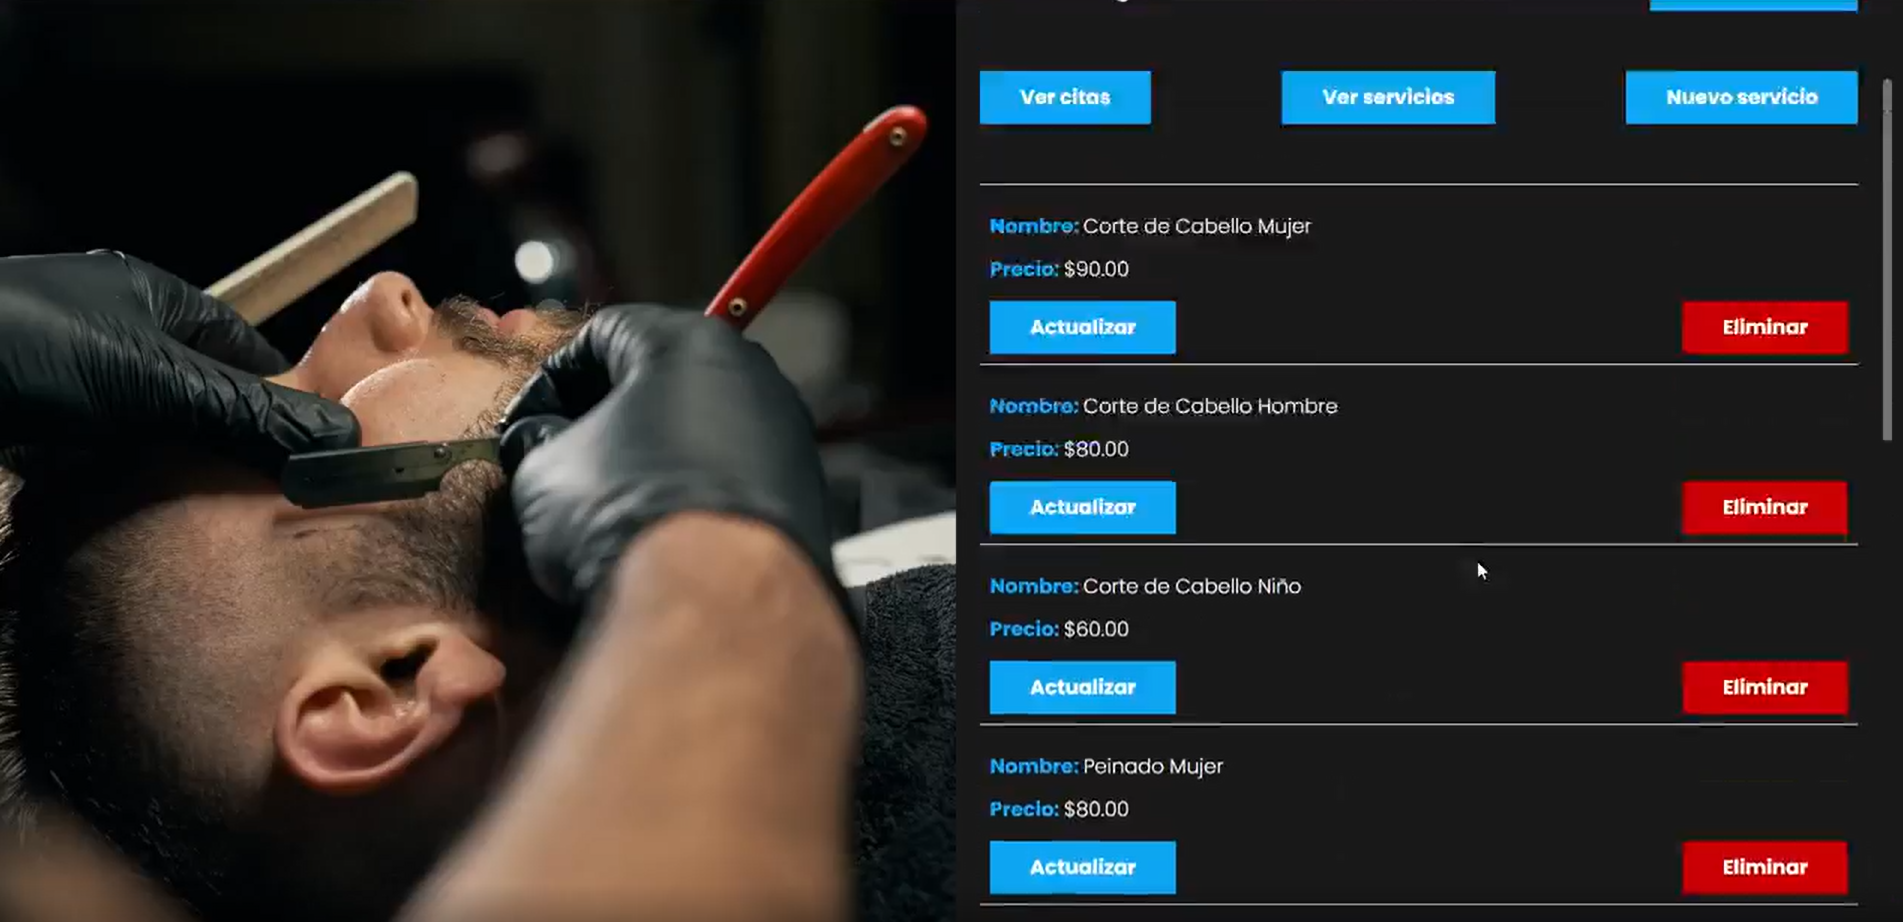 Ver citas
Ver servicios
Nuevo servicio
Nombre: Corte de Cabello Mujer
Precio: $90.00
Actualizar
Eliminar
Nombre: Corte de Cabello Hombre
Precio: $80.00
Actualizar
Eliminar
Nombre: Corte de Cabello Niño
Precio: $60.00
Actualizar
Eliminar
Nombre: Peinado Mujer
Precio: $80.00
Actualizar
Eliminar